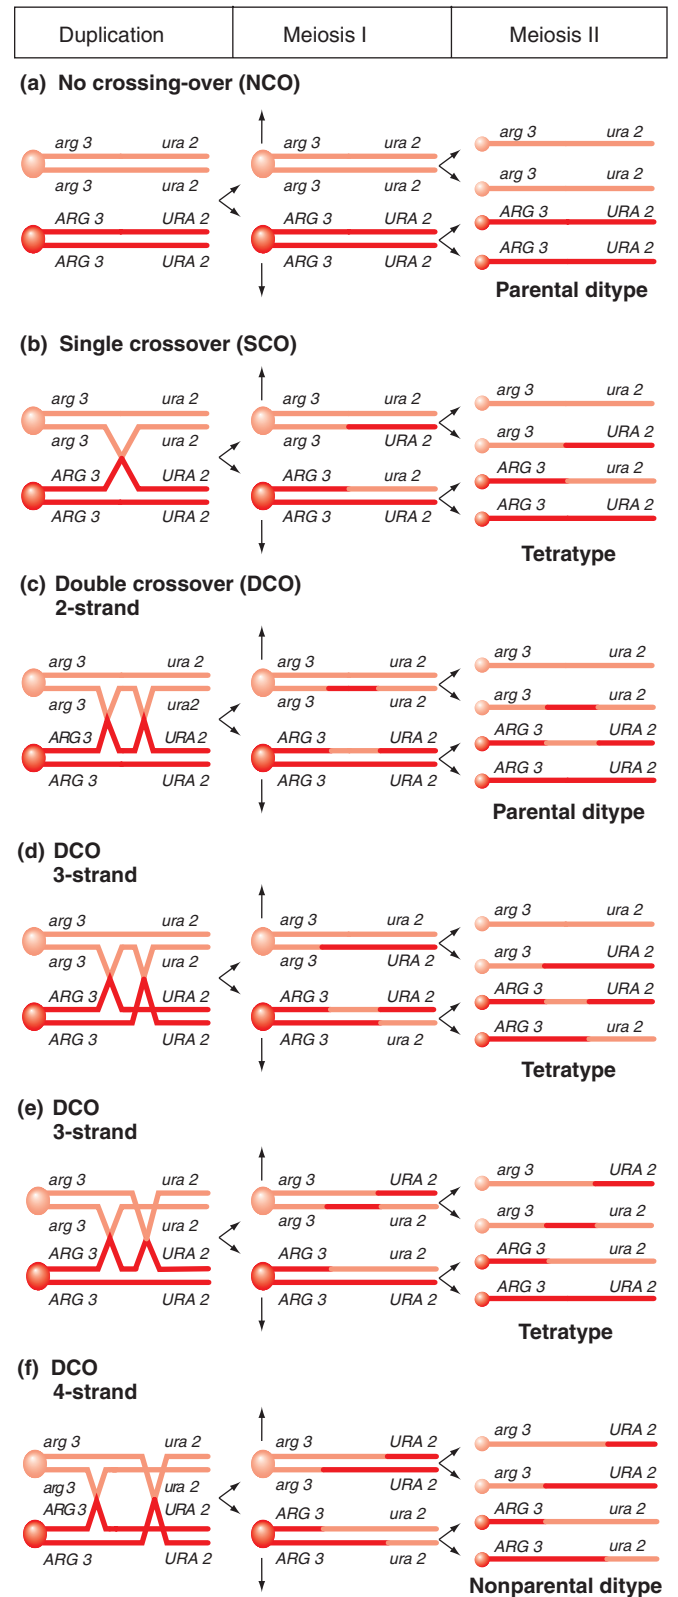 Duplication Meiosis I Meiosis II
(a) No crossing-over (NCO)
arg 3 ura 2 arg 3 ura 2 arg 3 ura 2
arg 3 ura 2 arg 3 ura 2 arg 3 ura 2
ARG 3 URA 2 ARG 3 URA 2 ARG 3 URA 2
ARG 3 URA 2 ARG 3 URA 2 ARG 3 URA 2
Parental ditype
(b) Single crossover (SCO)
arg 3 ura 2 arg 3 ura 2 arg 3 ura 2
arg 3 ura 2 arg 3 URA 2 arg 3 URA 2
ARG 3 URA 2 ARG 3 ura 2 ARG 3 ura 2
ARG 3 URA 2 ARG 3 URA 2 ARG 3 URA 2
Tetratype
(c) Double crossover (DCO)
2-strand
arg 3 ura 2 arg 3 ura 2 arg 3 ura 2
arg 3 ura2 arg 3 ura 2 arg 3 ura 2
ARG 3 URA 2 ARG 3 URA 2 ARG 3 URA 2
ARG 3 URA 2 ARG 3 URA 2 ARG 3 URA 2
Parental ditype
(d) DCO
3-strand
arg 3 ura 2 arg 3 ura 2 arg 3 ura 2
arg 3 ura 2 arg 3 URA 2 arg 3 URA 2
ARG 3 URA 2 ARG 3 URA 2 ARG 3 URA 2
ARG 3 URA 2 ARG 3 ura 2 ARG 3 ura 2
Tetratype
(e) DCO
3-strand
arg 3 ura 2 arg 3 URA 2 arg 3 URA 2
arg 3 ura 2 arg 3 ura 2 arg 3 ura 2
ARG 3 URA 2 ARG 3 ura 2 ARG 3 ura 2
ARG 3 URA 2 ARG 3 URA 2 ARG 3 URA 2
Tetratype
(f) DCO
4-strand
arg 3 ura 2 arg 3 URA 2 arg 3 URA 2
arg 3 ura 2 arg 3 URA 2 arg 3 URA 2
ARG 3 URA 2 ARG 3 ura 2 ARG 3 ura 2
ARG 3 URA 2 ARG 3 ura 2 ARG 3 ura 2
Nonparental ditype